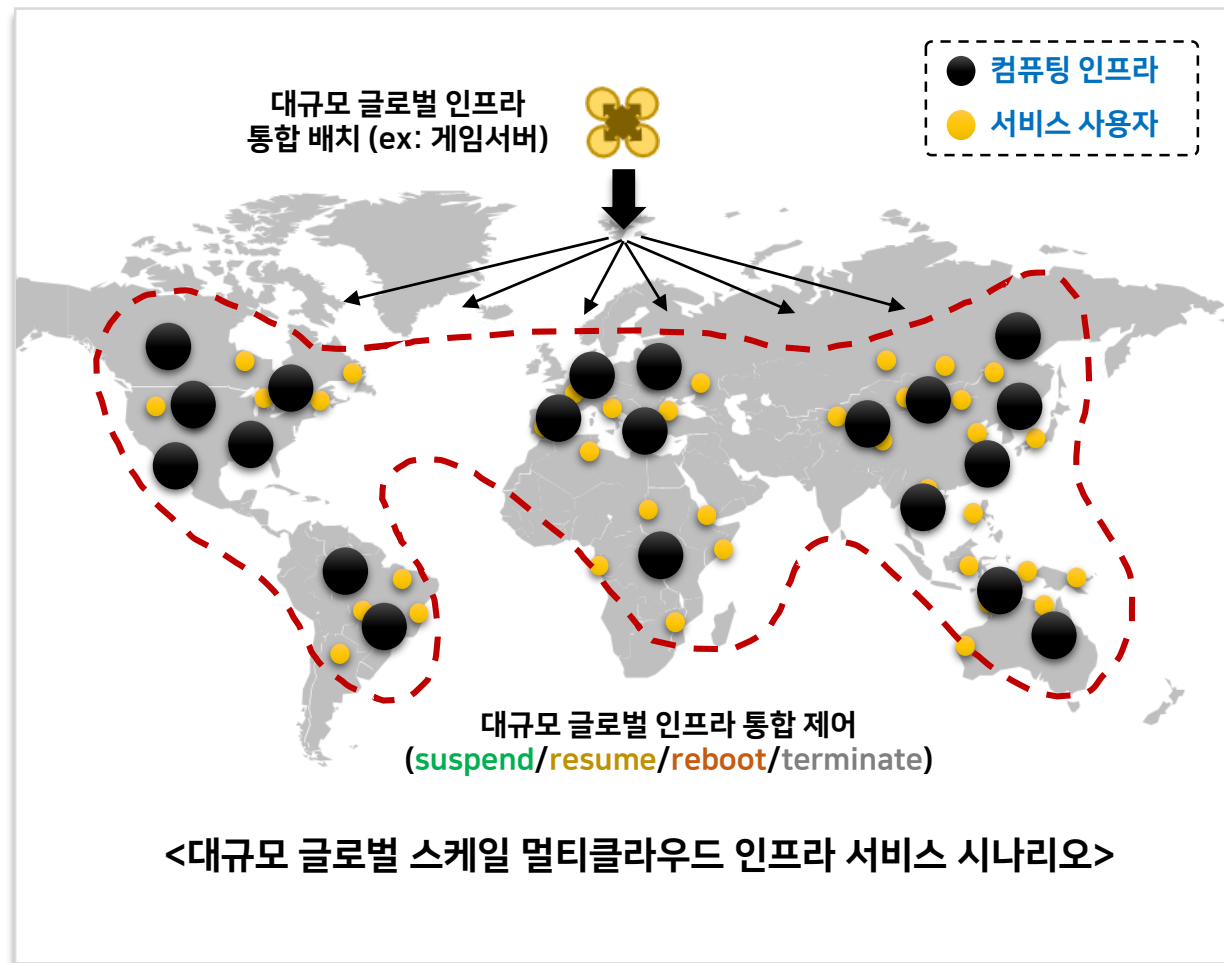 컴퓨팅 인프라
서비스 사용자
대규모 글로벌 인프라
통합 배치 (ex: 게임서버)
대규모 글로벌 인프라 통합 제어
(suspend/resume/reboot/terminate)
<대규모 글로벌 스케일 멀티클라우드 인프라 서비스 시나리오>